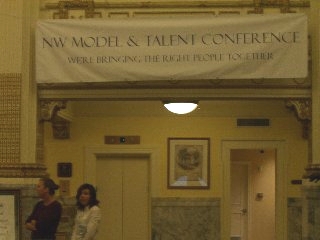 NW MODEL & TALENT CONFERENCE
WE'RE BRINGING THE RIGHT PEOPLE TOGETHER